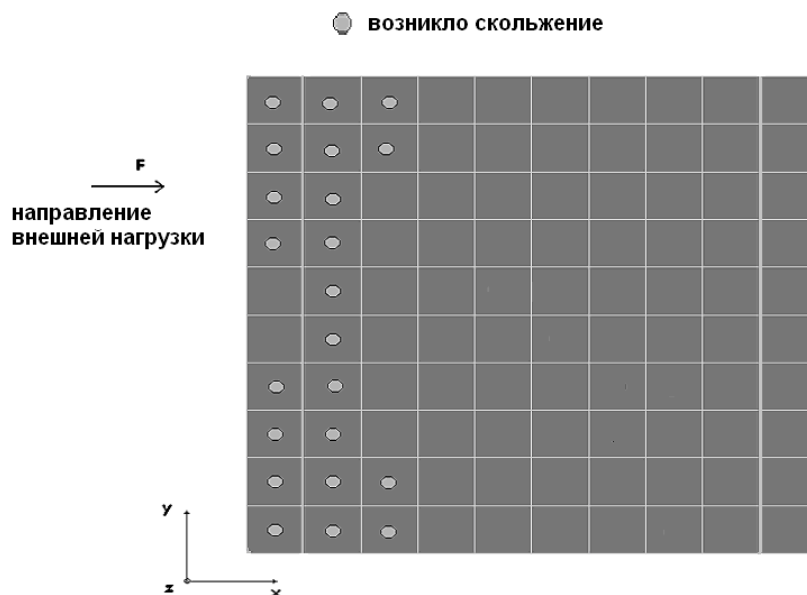 возникло скольжение
F
направление
внешней нагрузки
y
z
x